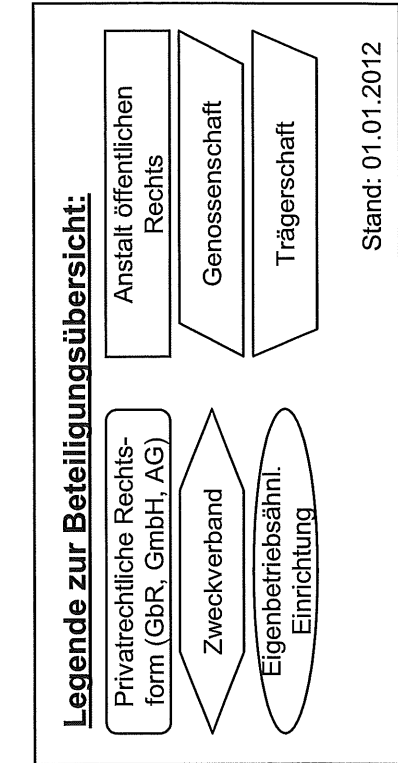 Legende zur Beteiligungsübersicht:
Privatrechtliche Rechts-
form (GbR, GmbH, AG)
Anstalt öffentlichen
Rechts
Zweckverband
Genossenschaft
Eigenbetriebsähnl.
Einrichtung
Trägerschaft
Stand: 01.01.2012